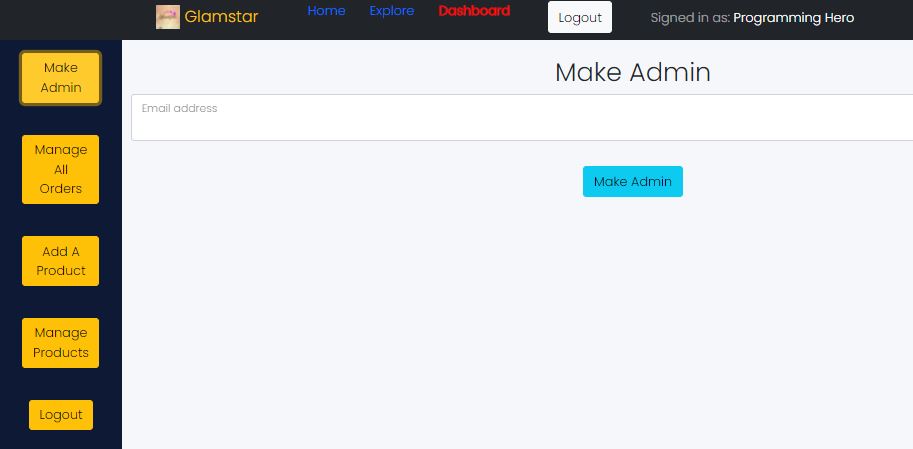 Glamstar Home Explore Dashboard Logout Signed in as: Programming Hero
Make
Admin
Manage
All
Orders
Add A
Product
Manage
Products
Logout
Make Admin
Email address
Make Admin